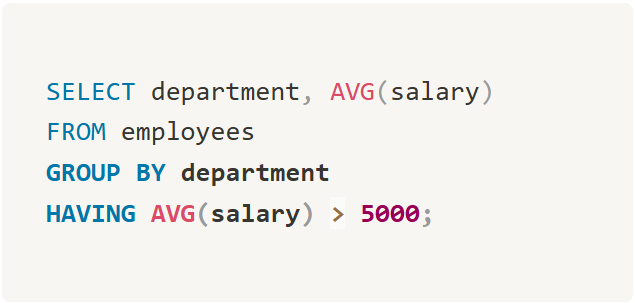 SELECT department, AVG(salary)
FROM employees
GROUP BY department
HAVING AVG(salary) > 5000;